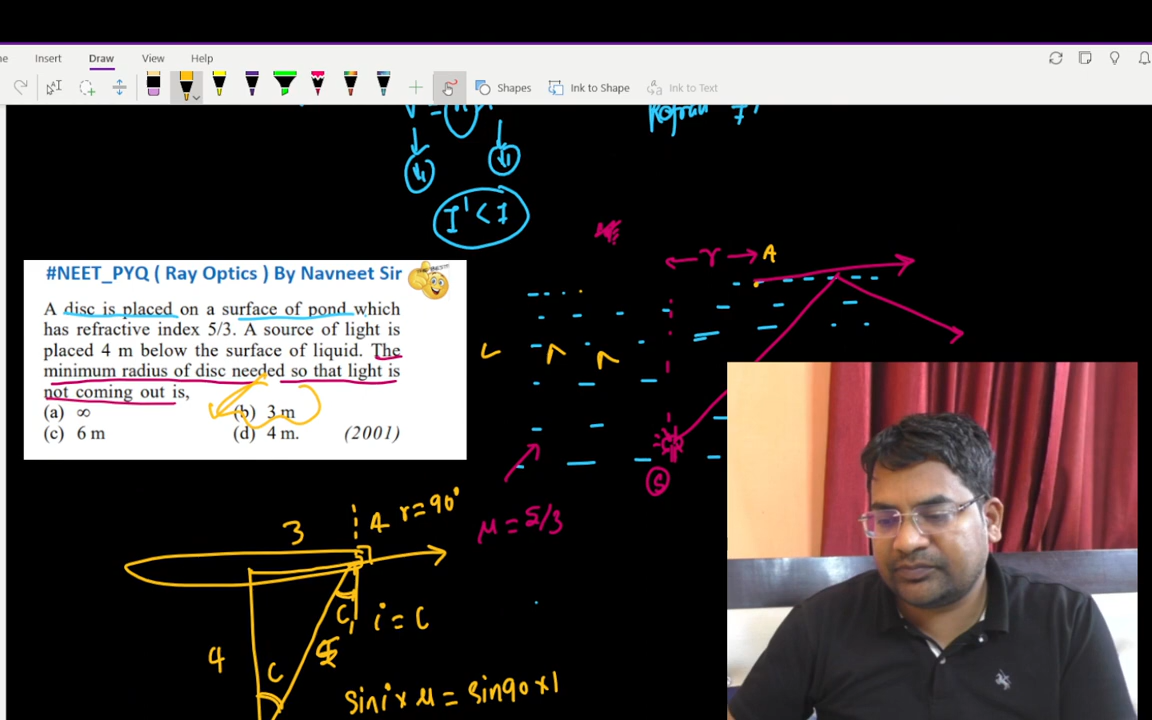 Insert Draw View Help
Shapes Ink to Shape Ink to Text
I' < I
#NEET_PYQ ( Ray Optics ) By Navneet Sir
A disc is placed on a surface of pond which
has refractive index 5/3. A source of light is
placed 4 m below the surface of liquid. The
minimum radius of disc needed so that light is
not coming out is,
(a) ∞ (b) 3 m
(c) 6 m (d) 4 m. (2001)
r A
S
μ = 5/3
3 A r=90°
C i = C
4 C 5
sin i × μ = sin90 × 1